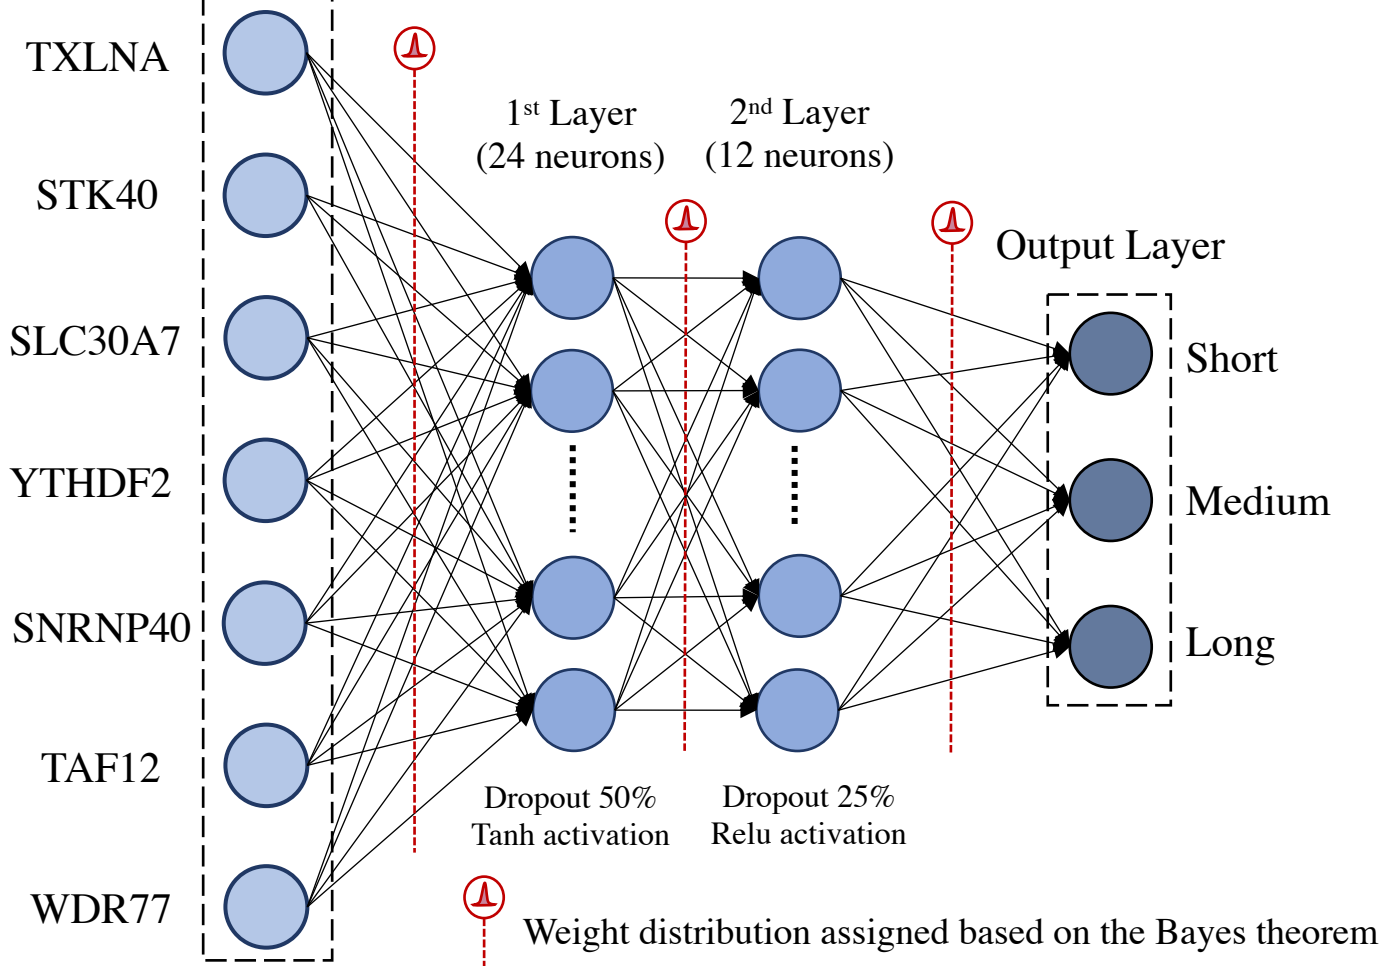 TXLNA
STK40
SLC30A7
YTHDF2
SNRNP40
TAF12
WDR77
1st Layer
(24 neurons)
2nd Layer
(12 neurons)
Output Layer
Short
Medium
Long
Dropout 50%
Tanh activation
Dropout 25%
Relu activation
Weight distribution assigned based on the Bayes theorem